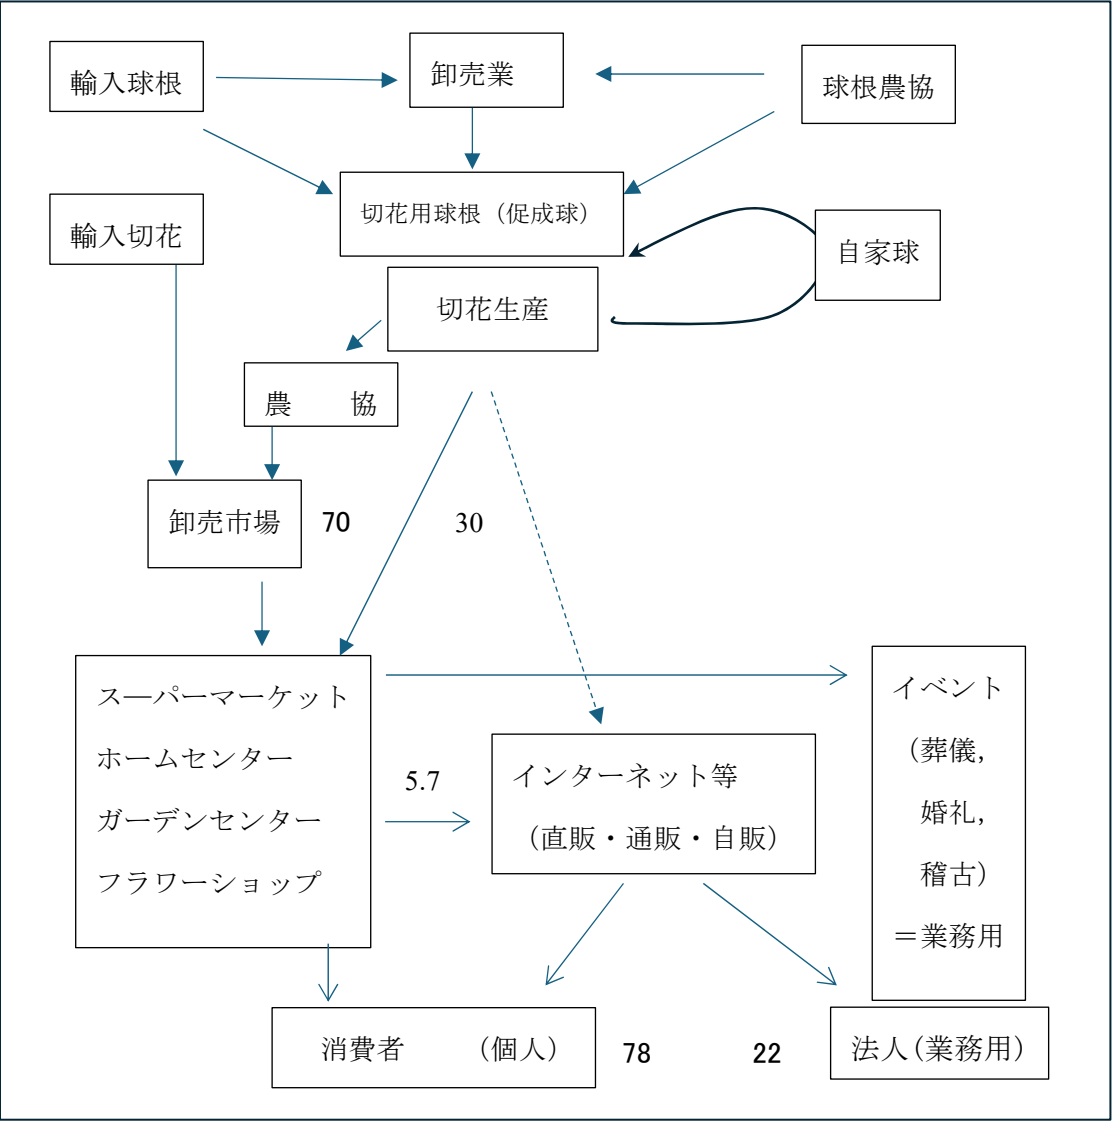 輸入球根
卸売業
球根農協
切花用球根（促成球）
輸入切花
自家球
切花生産
農　　協
卸売市場
70
30
スーパーマーケット
ホームセンター
ガーデンセンター
フラワーショップ
5.7
インターネット等
（直販・通販・自販）
イベント
（葬儀，
婚礼，
稽古）
＝業務用
消費者　　（個人）
78
22
法人（業務用）